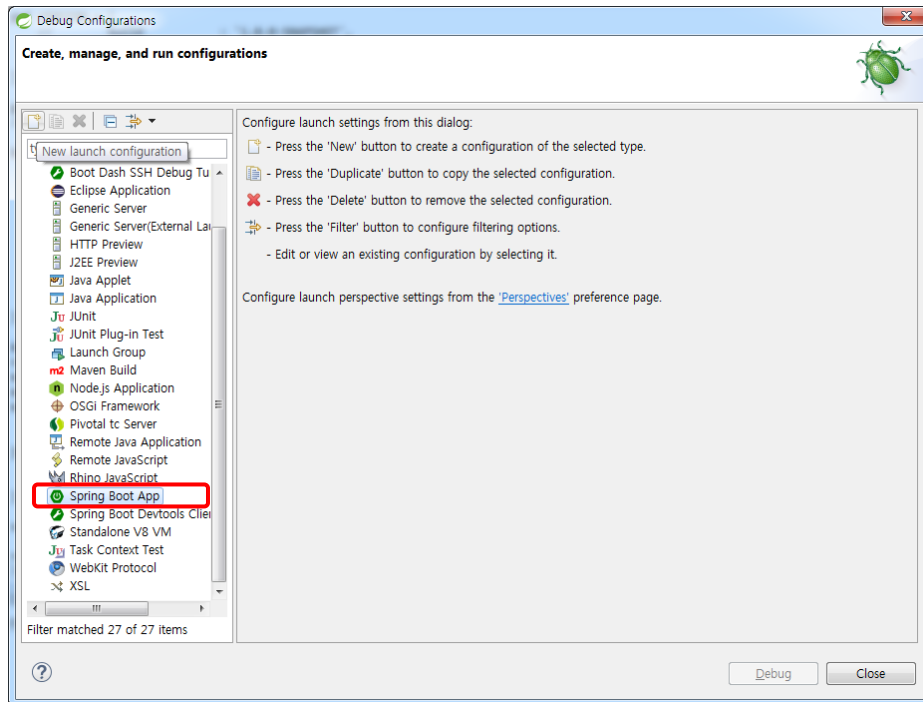 Debug Configurations
Create, manage, and run configurations
New launch configuration
Boot Dash SSH Debug Tu
Eclipse Application
Generic Server
Generic Server(External Lau
HTTP Preview
J2EE Preview
Java Applet
Java Application
Ju JUnit
JUnit Plug-in Test
Launch Group
m2 Maven Build
n Node.js Application
OSGi Framework
Pivotal tc Server
Remote Java Application
Remote JavaScript
Rhino JavaScript
Spring Boot App
Spring Boot Devtools Clie
Standalone V8 VM
Task Context Test
WebKit Protocol
XSL
Filter matched 27 of 27 items
Configure launch settings from this dialog:
- Press the 'New' button to create a configuration of the selected type.
- Press the 'Duplicate' button to copy the selected configuration.
- Press the 'Delete' button to remove the selected configuration.
- Press the 'Filter' button to configure filtering options.
- Edit or view an existing configuration by selecting it.
Configure launch perspective settings from the 'Perspectives' preference page.
Debug
Close